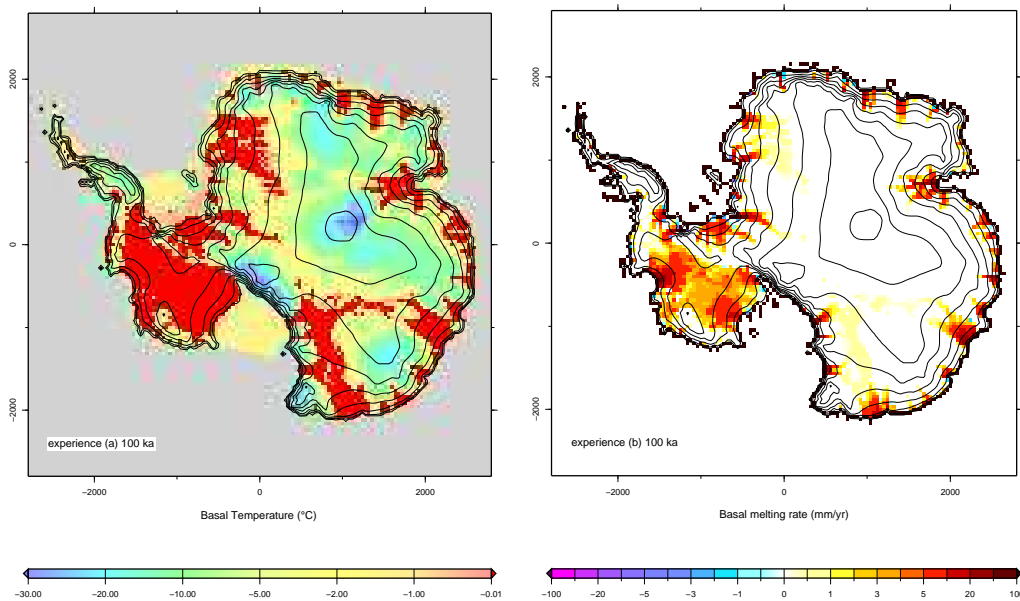 2000
0
−2000
experience (a) 100 ka
−2000 0 2000
Basal Temperature (°C)
−30.00 −20.00 −10.00 −5.00 −2.00 −1.00 −0.01
2000
0
−2000
experience (b) 100 ka
−2000 0 2000
Basal melting rate (mm/yr)
−100 −20 −5 −3 −1 0 1 3 5 20 100